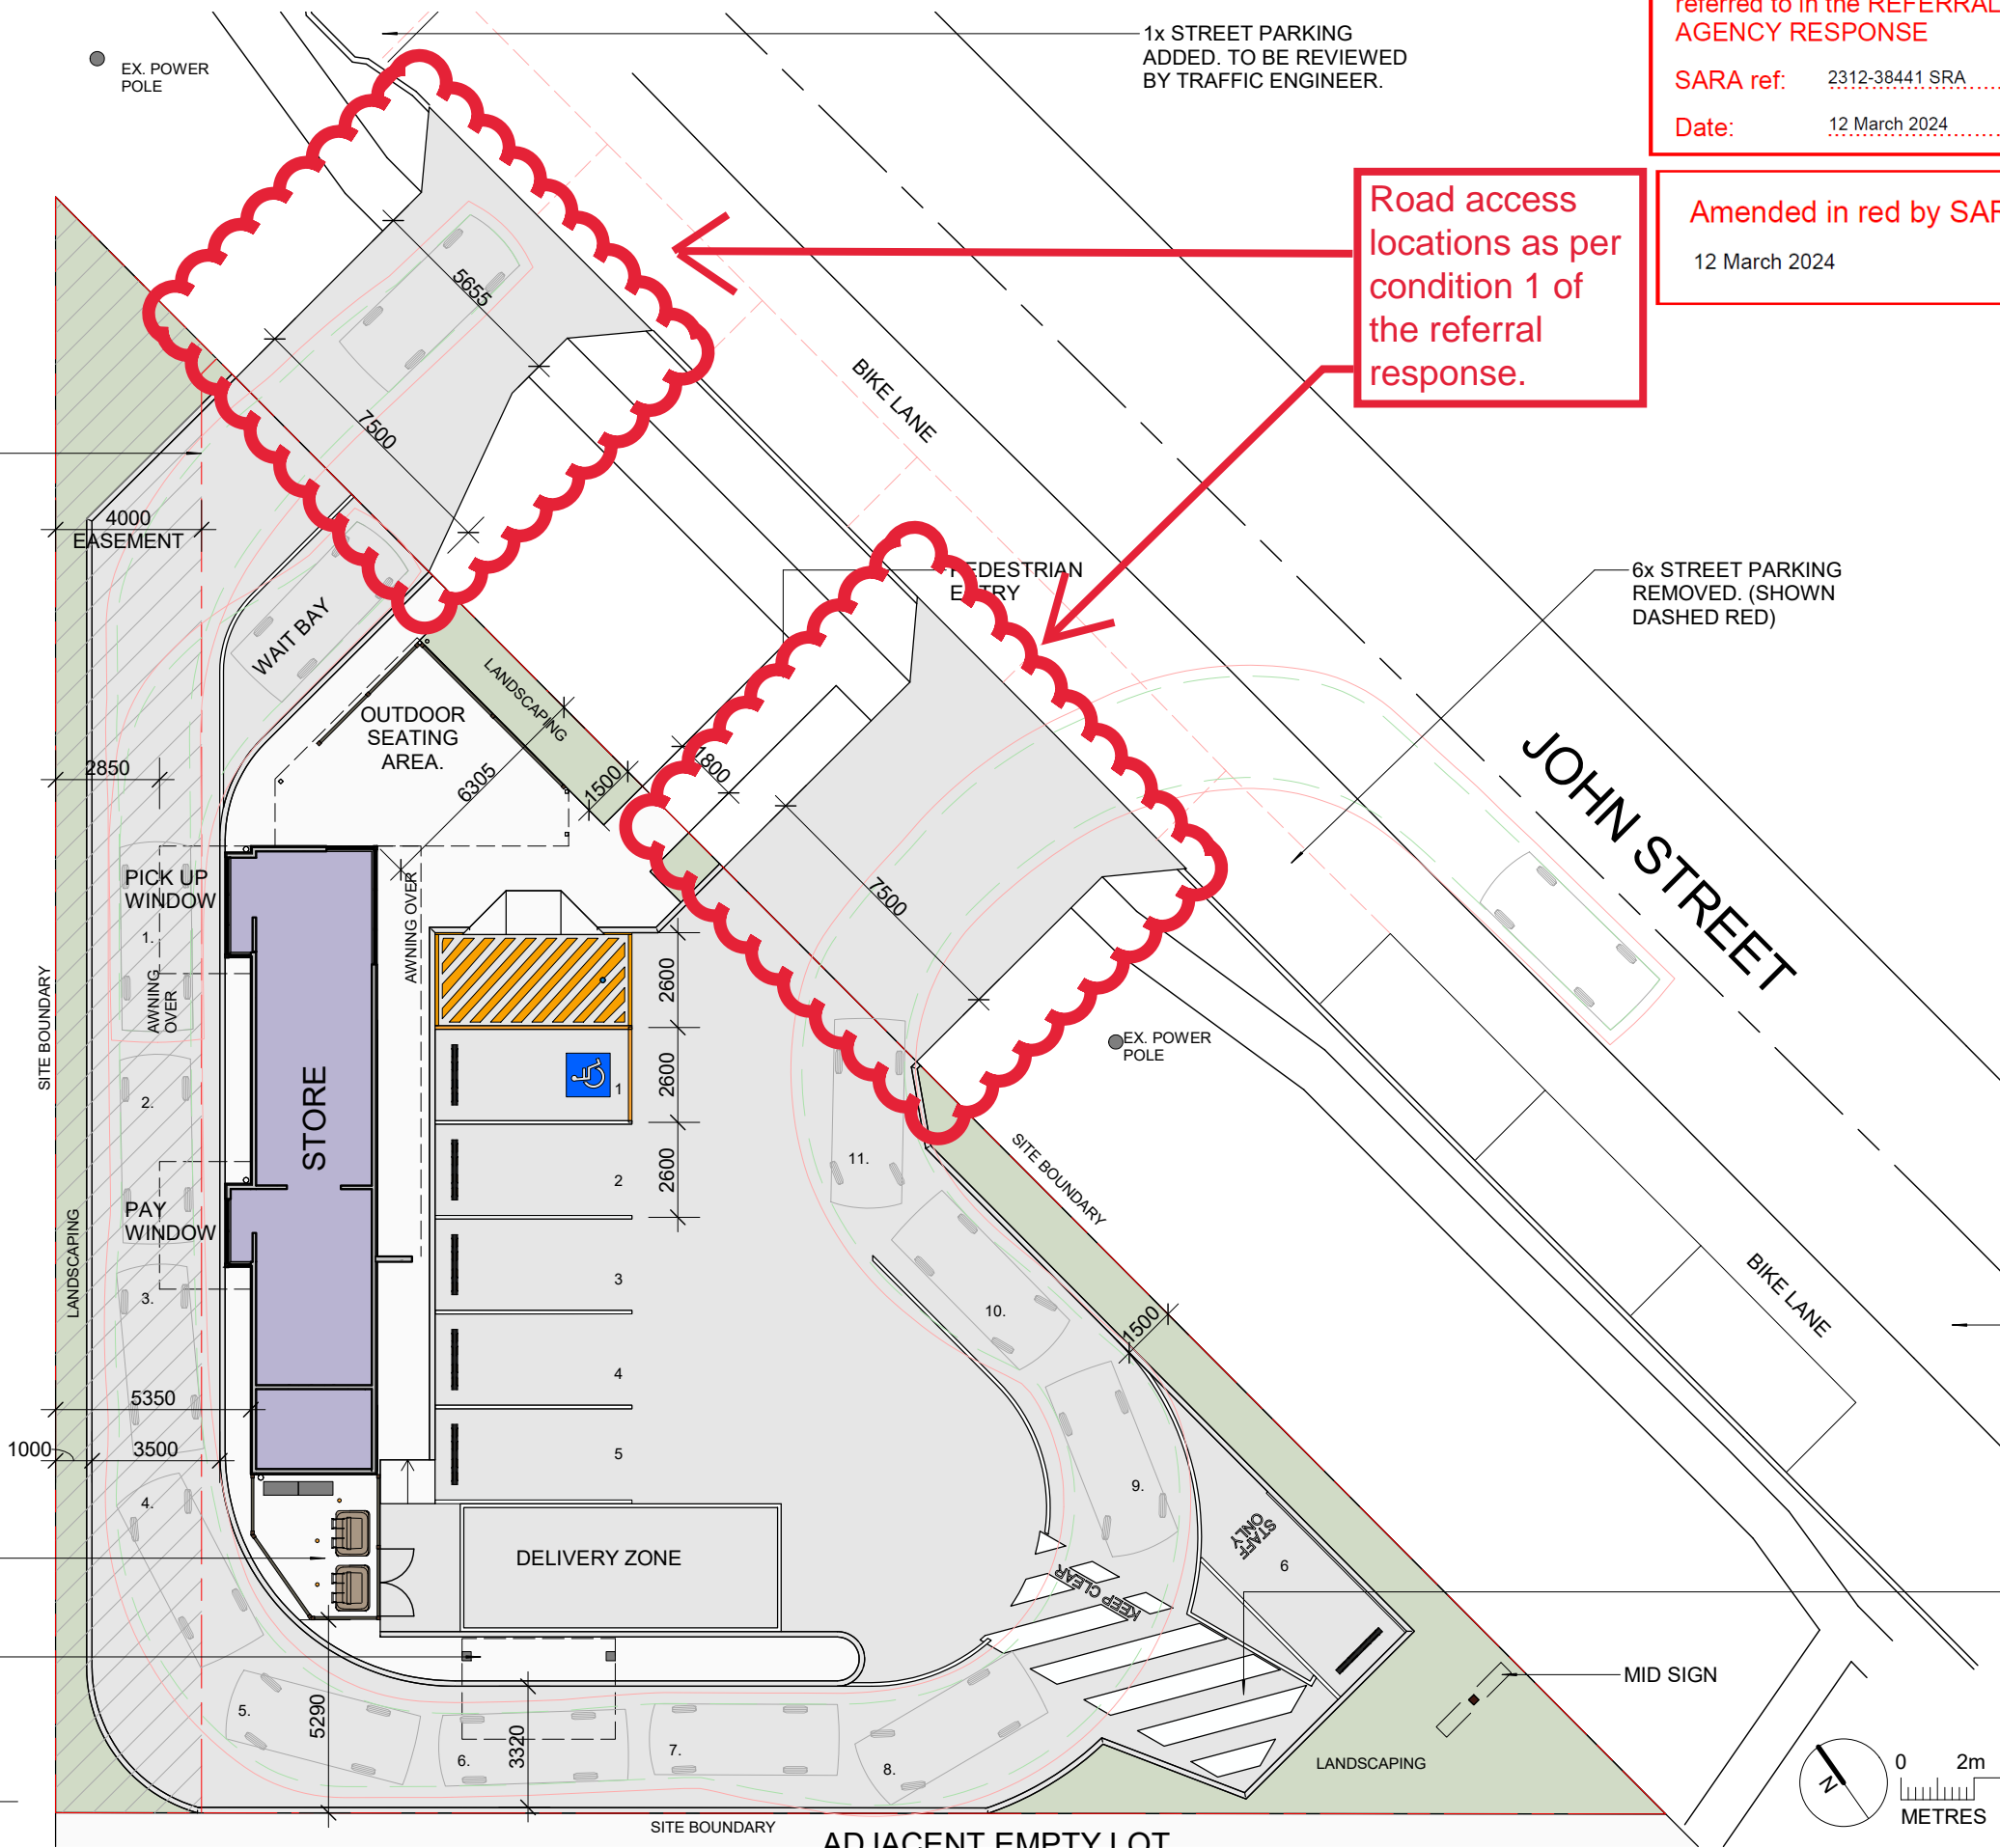 referred to in the REFERRAL
AGENCY RESPONSE
SARA ref: 2312-38441 SRA
Date: 12 March 2024
Amended in red by
12 March 2024
1x STREET PARKING
ADDED. TO BE REVIEWED
BY TRAFFIC ENGINEER.
EX. POWER
POLE
Road access
locations as per
condition 1 of
the referral
response.
5655
7500
BIKE LANE
4000
EASEMENT
PEDESTRIAN
ENTRY
6x STREET PARKING
REMOVED. (SHOWN
DASHED RED)
WAIT BAY
LANDSCAPING
OUTDOOR
SEATING
AREA.
6305
1500
1800
2850
JOHN STREET
7500
PICK UP
WINDOW
1.
AWNING
OVER
AWNING OVER
SITE BOUNDARY
2600
2600
2600
EX. POWER
POLE
STORE
1
2
3
4
5
2.
PAY
WINDOW
3.
LANDSCAPING
11.
SITE BOUNDARY
10.
1500
BIKE LANE
5350
1000
3500
4.
9.
STAFF
ONLY
6
DELIVERY ZONE
KEEP CLEAR
MID SIGN
5.
5290
6.
3320
7.
8.
LANDSCAPING
N
0 2m
METRES
SITE BOUNDARY
ADJACENT EMPTY LOT